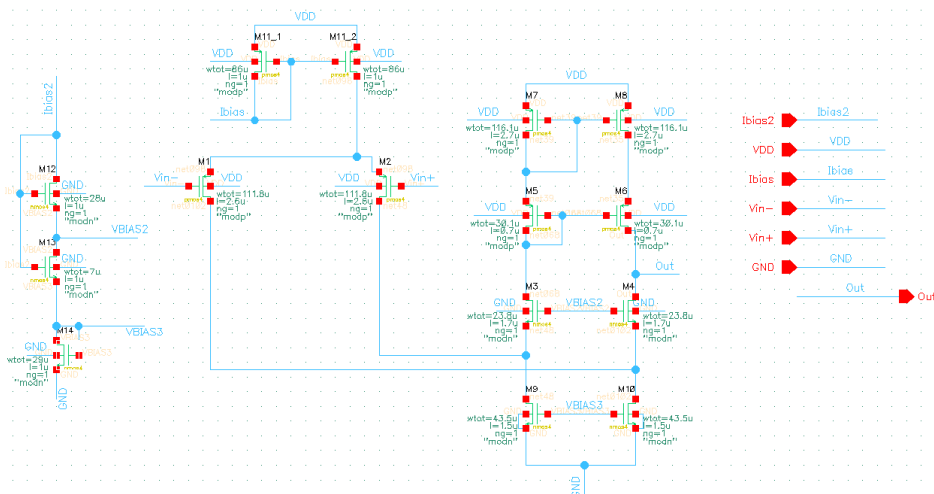 VDD
M11_1
M11_2
VDD
VDD
wtot=86u
l=1u
ng=1
"modp"
wtot=86u
l=1u
ng=1
"modp"
Ibias
Ibias2
VDD
M7
M8
VDD
VDD
wtot=116.1u
l=2.7u
ng=1
"modp"
wtot=116.1u
l=2.7u
ng=1
"modp"
M12
GND
wtot=28u
l=1u
ng=1
"modn"
M1
Vin-
VDD
wtot=111.8u
l=2.6u
ng=1
"modp"
M2
VDD
Vin+
wtot=111.8u
l=2.6u
ng=1
"modp"
M5
M6
VDD
VDD
wtot=30.1u
l=0.7u
ng=1
"modp"
wtot=30.1u
l=0.7u
ng=1
"modp"
VBIAS2
M13
GND
wtot=7u
l=1u
ng=1
"modn"
Out
M3
M4
GND
VBIAS2
GND
wtot=23.8u
l=1.7u
ng=1
"modn"
wtot=23.8u
l=1.7u
ng=1
"modn"
VBIAS3
M14
GND
wtot=29u
l=1u
ng=1
"modn"
GND
M9
M10
VBIAS3
wtot=43.5u
l=1.5u
ng=1
"modn"
wtot=43.5u
l=1.5u
ng=1
"modn"
GND
Ibias2 Ibias2
VDD VDD
Ibias Ibias
Vin- Vin-
Vin+ Vin+
GND GND
Out Out